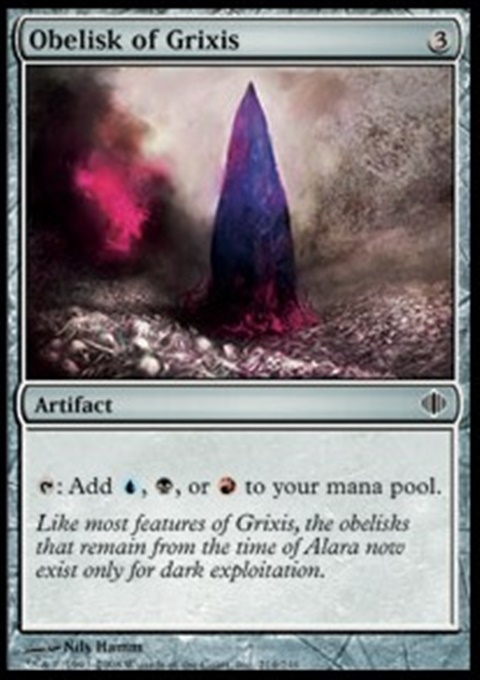 Obelisk of Grixis 3
Artifact
: Add , , or to your mana pool.
Like most features of Grixis, the obelisks
that remain from the time of Alara now
exist only for dark exploitation.
Nils Hamm